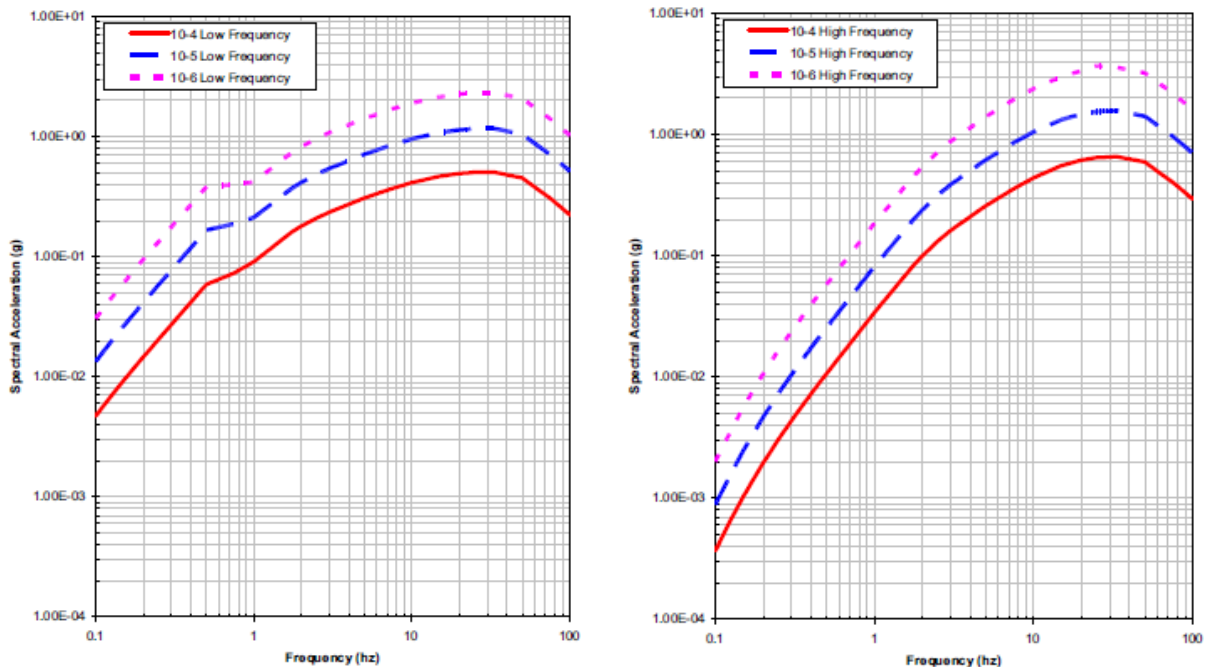 1.00E+01
10-4 Low Frequency
10-5 Low Frequency
10-6 Low Frequency
1.00E+00
1.00E-01
1.00E-02
1.00E-03
1.00E-04
Spectral Acceleration (g)
0.1 1 10 100
Frequency (hz)
1.00E+01
10-4 High Frequency
10-5 High Frequency
10-6 High Frequency
1.00E+00
1.00E-01
1.00E-02
1.00E-03
1.00E-04
Spectral Acceleration (g)
0.1 1 10 100
Frequency (hz)